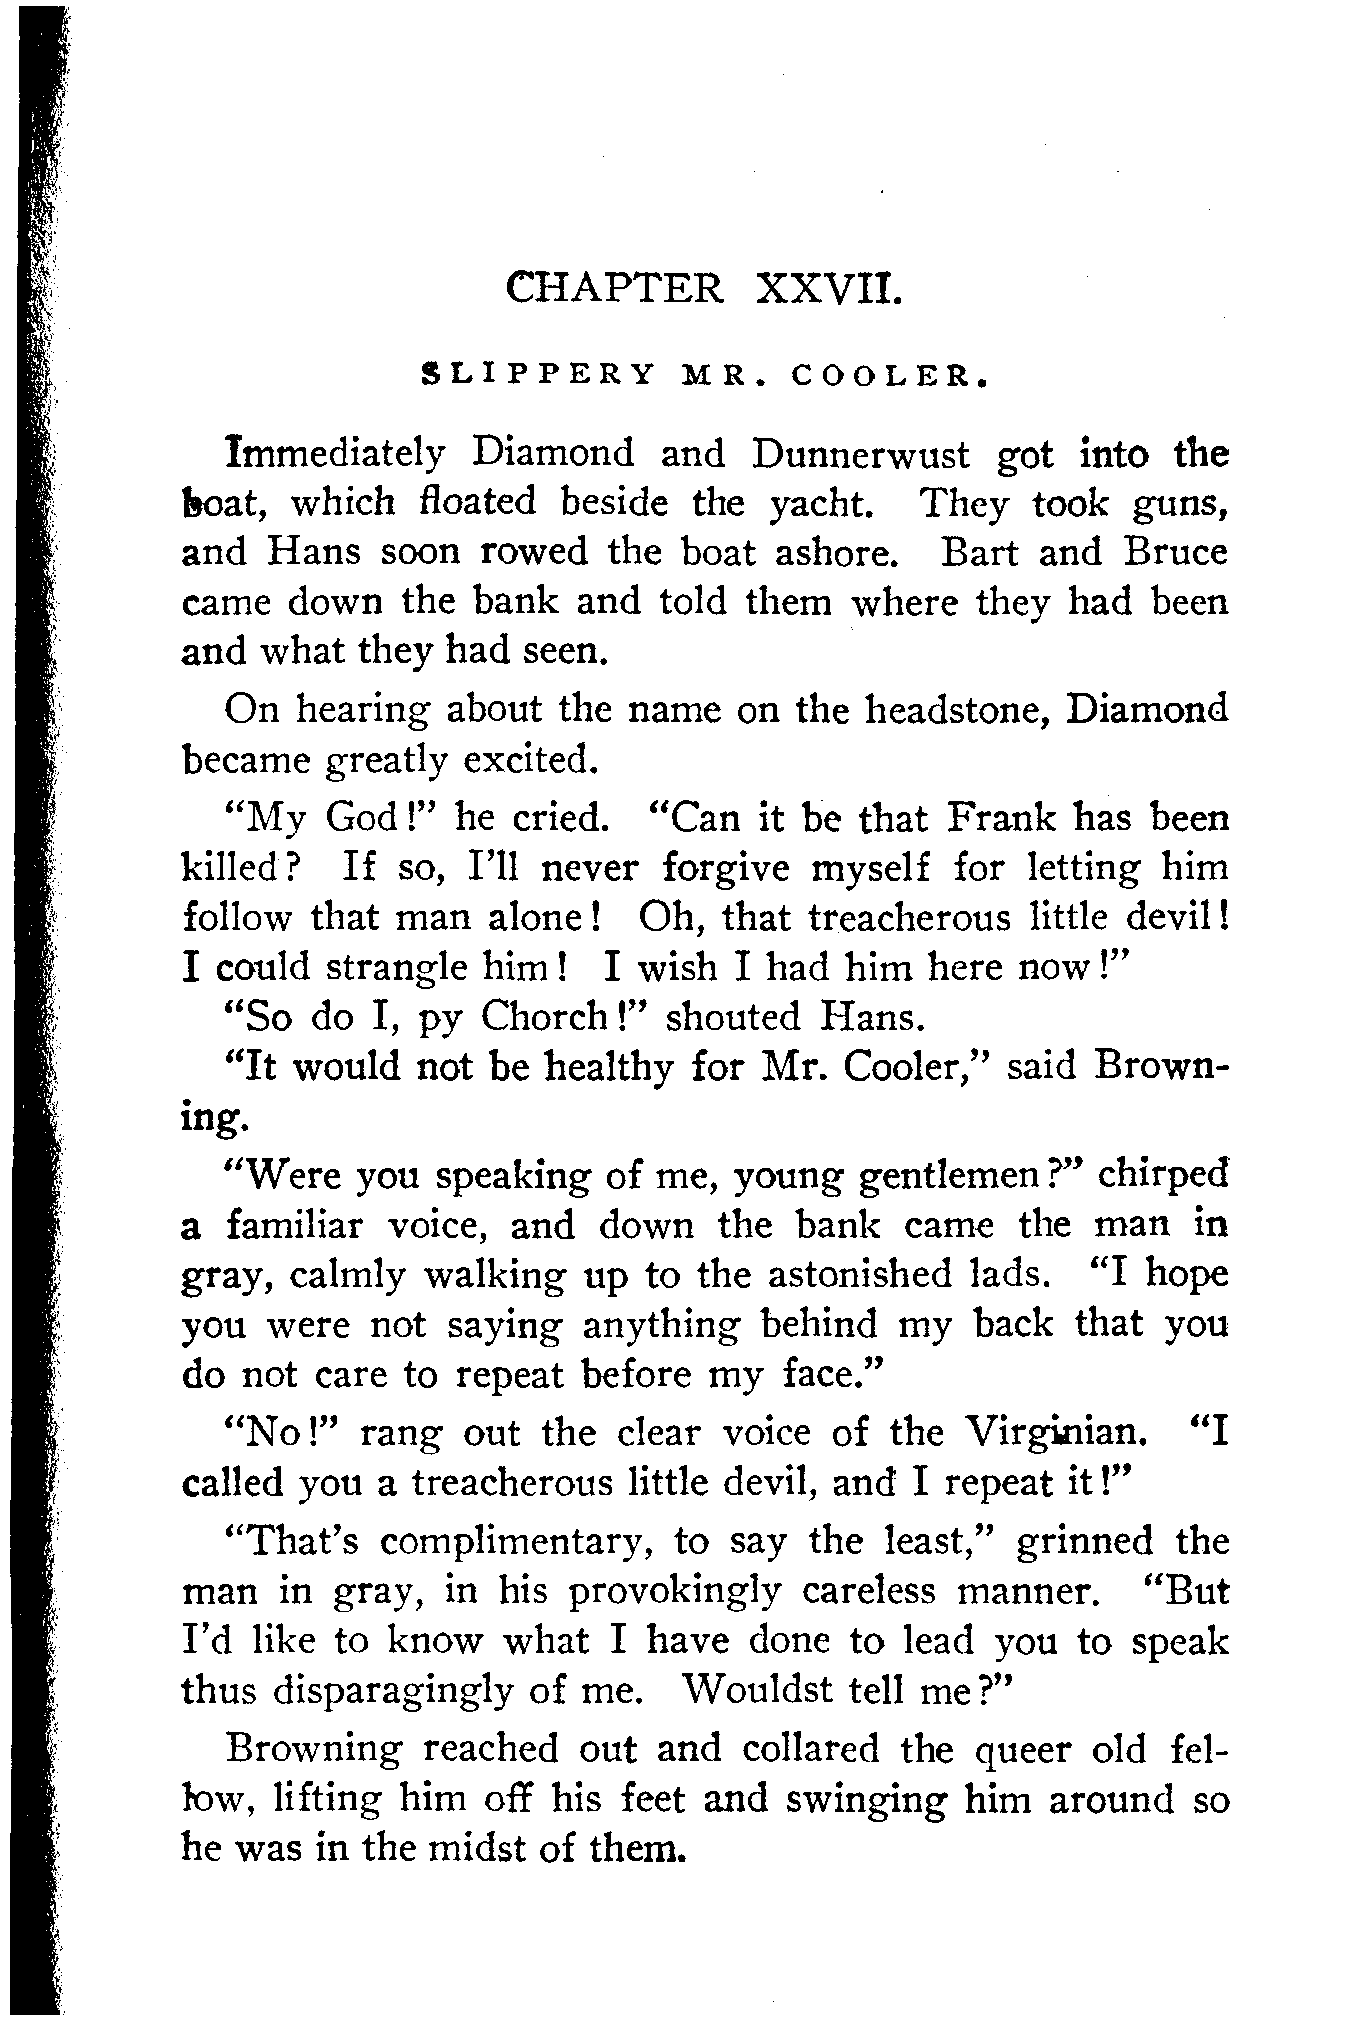 CHAPTER XXVII.
SLIPPERY MR. COOLER.
Immediately Diamond and Dunnerwust got into the
boat, which floated beside the yacht. They took guns,
and Hans soon rowed the boat ashore. Bart and Bruce
came down the bank and told them where they had been
and what they had seen.
On hearing about the name on the headstone, Diamond
became greatly excited.
“My God!” he cried. “Can it be that Frank has been
killed? If so, I’ll never forgive myself for letting him
follow that man alone! Oh, that treacherous little devil!
I could strangle him! I wish I had him here now!”
“So do I, py Chorch!” shouted Hans.
“It would not be healthy for Mr. Cooler,” said Brown-
ing.
“Were you speaking of me, young gentlemen?” chirped
a familiar voice, and down the bank came the man in
gray, calmly walking up to the astonished lads. “I hope
you were not saying anything behind my back that you
do not care to repeat before my face.”
“No!” rang out the clear voice of the Virginian. “I
called you a treacherous little devil, and I repeat it!”
“That’s complimentary, to say the least,” grinned the
man in gray, in his provokingly careless manner. “But
I’d like to know what I have done to lead you to speak
thus disparagingly of me. Wouldst tell me?”
Browning reached out and collared the queer old fel-
low, lifting him off his feet and swinging him around so
he was in the midst of them.